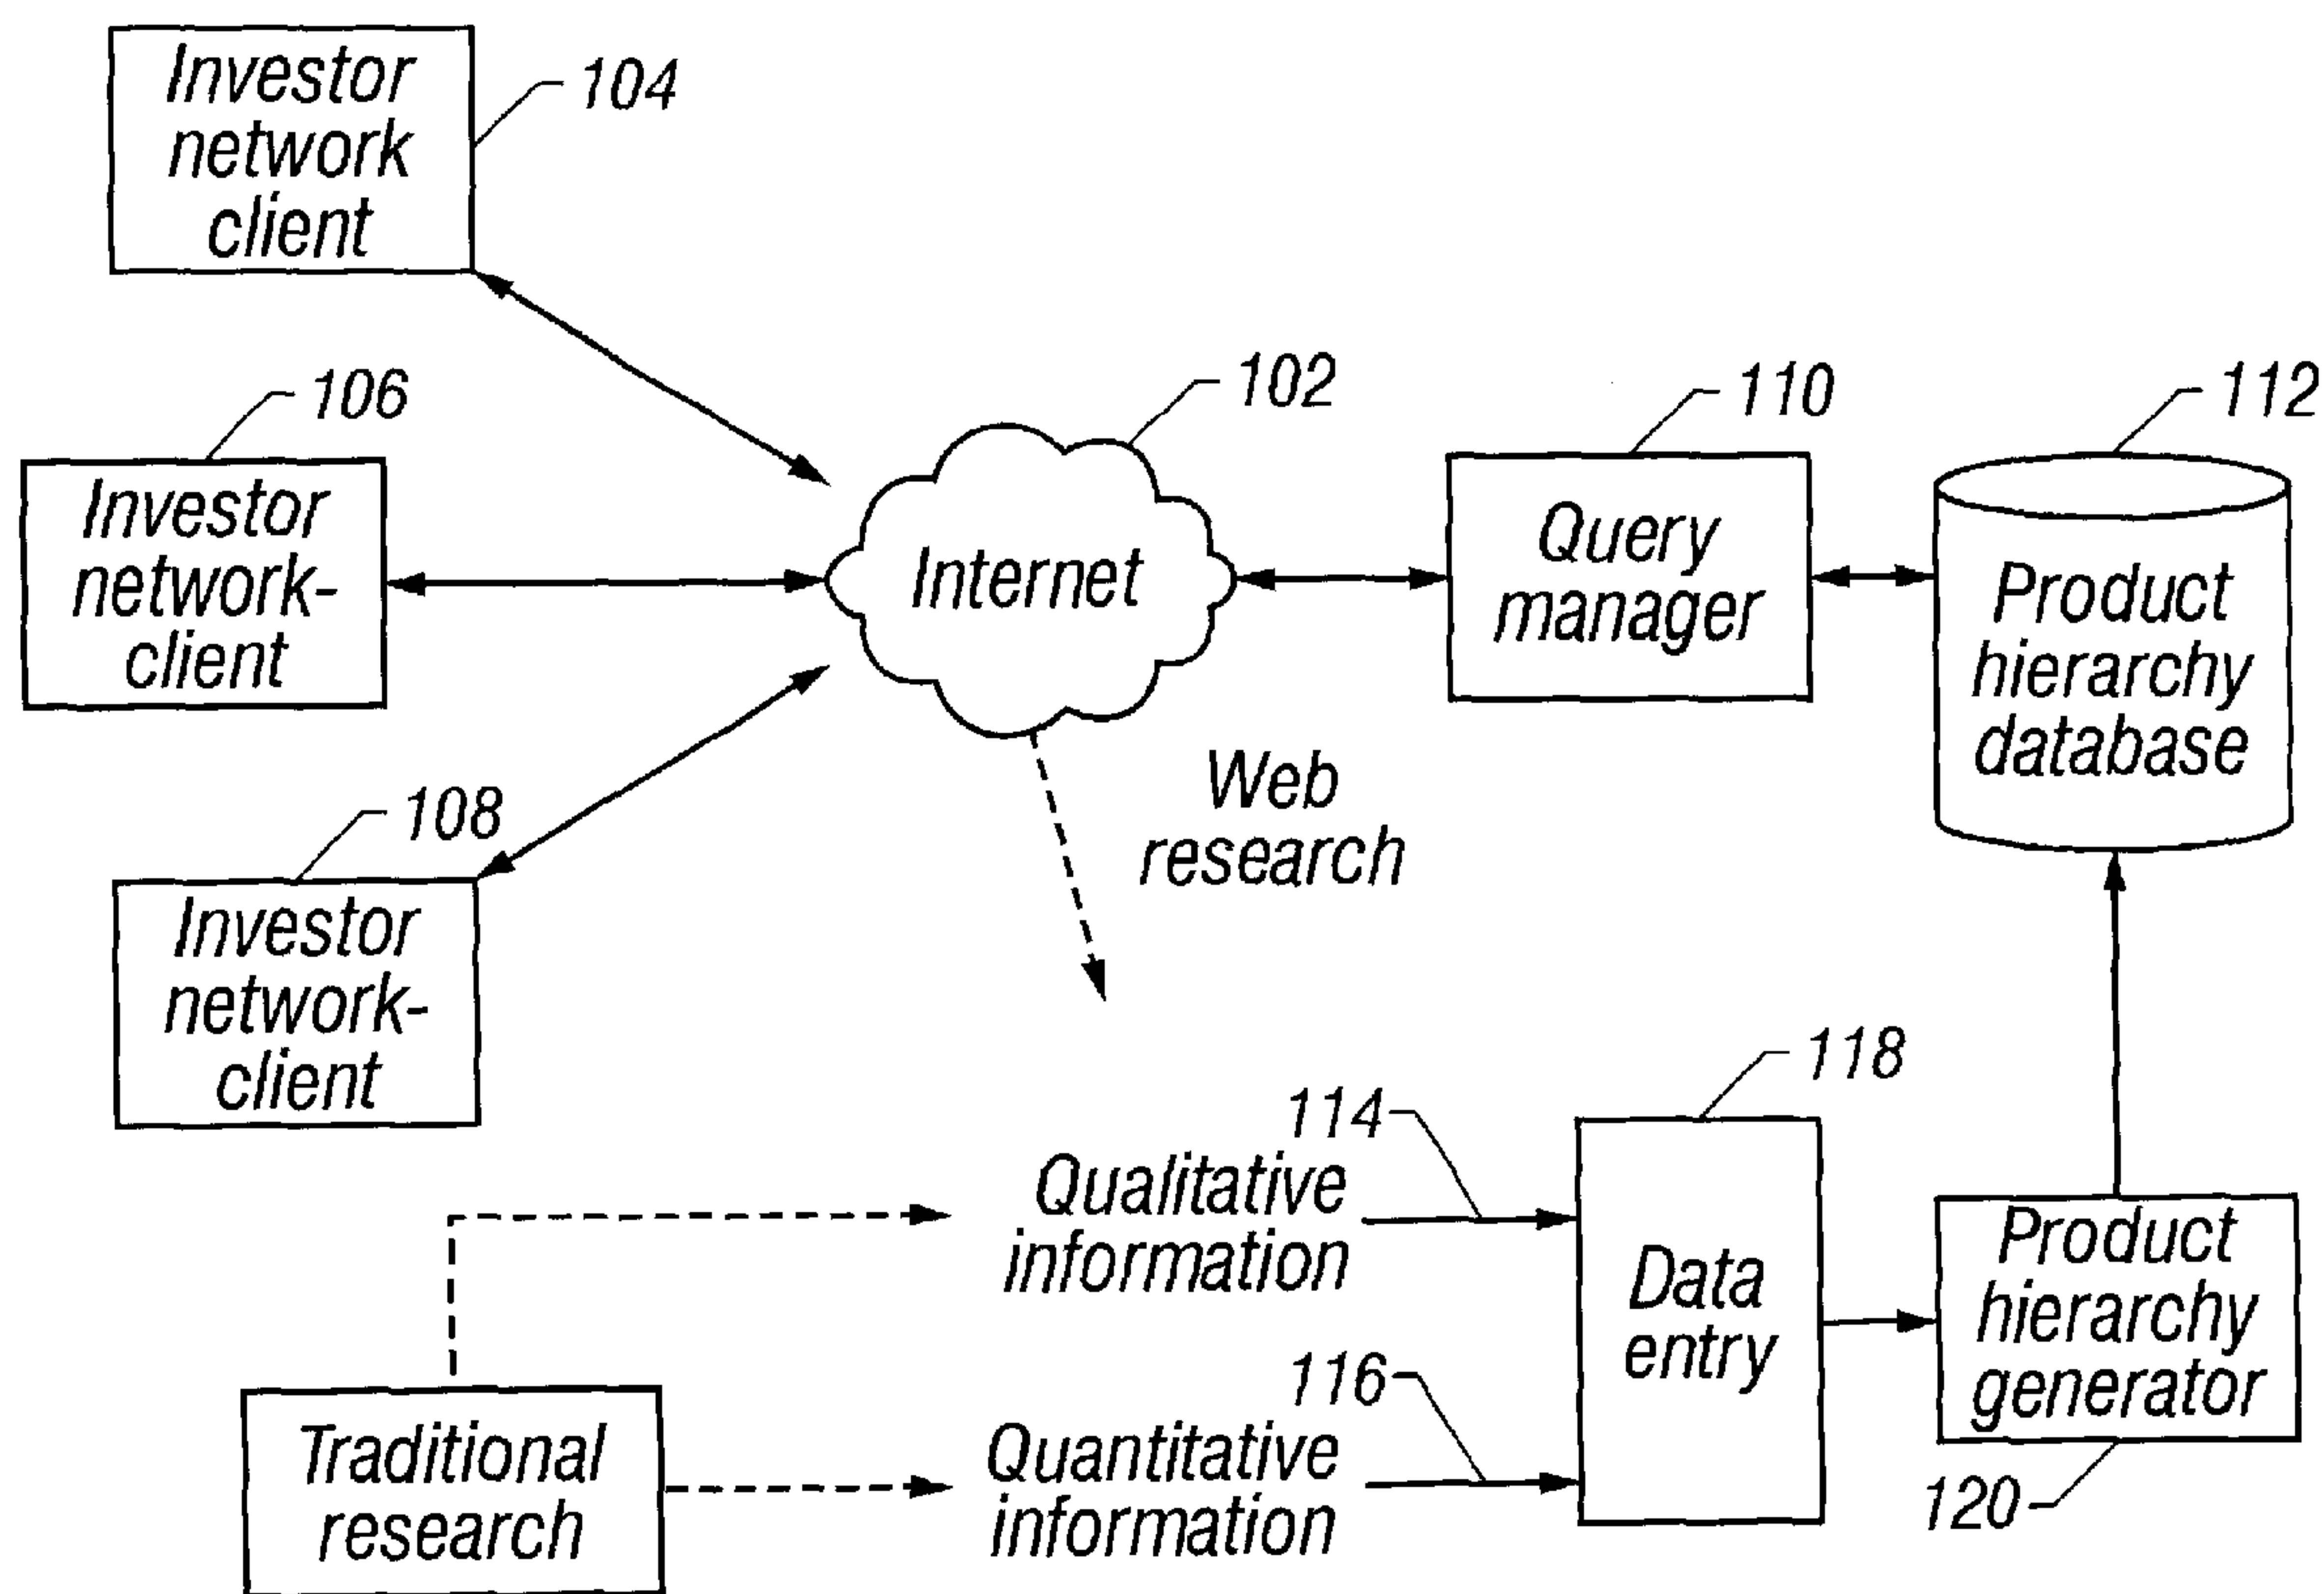 Investor
network
client
104
106
Investor
network-
client
102
Internet
110
Query
manager
112
Product
hierarchy
database
Web
research
108
Investor
network-
client
114
118
Qualitative
information
Data
entry
116
Product
hierarchy
generator
120
Traditional
research
Quantitative
information